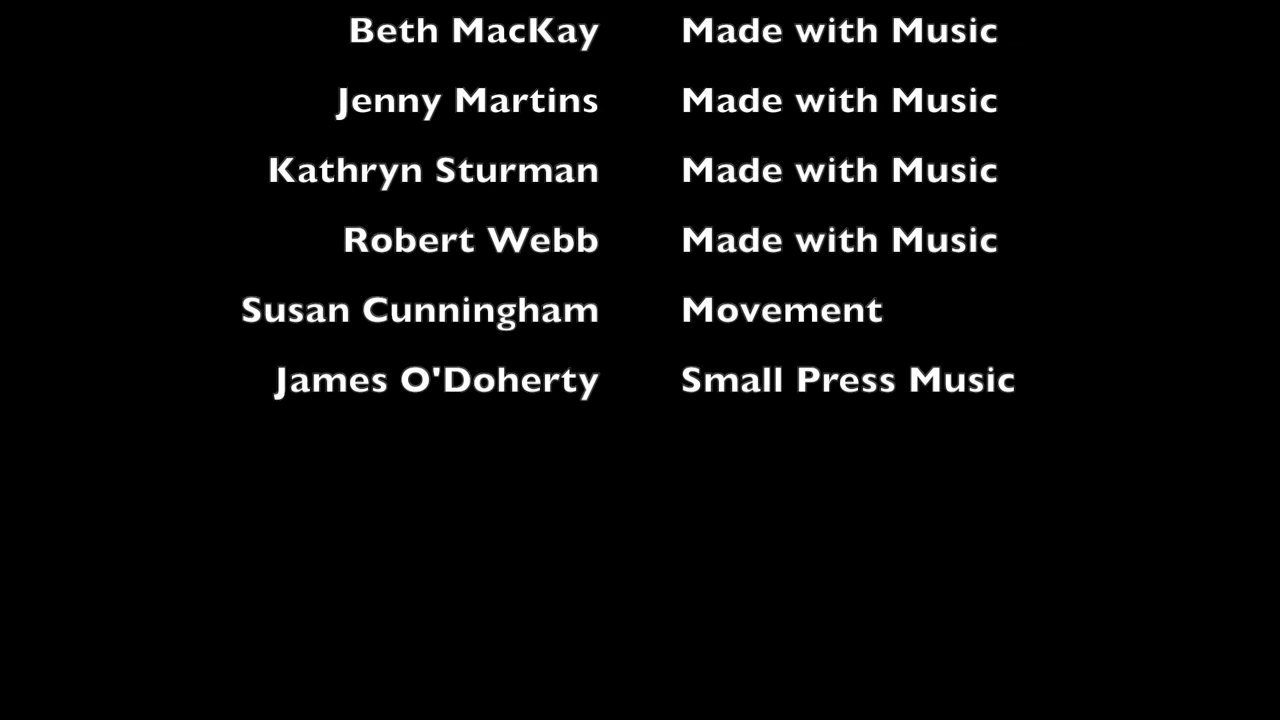 Beth MacKay Made with Music
Jenny Martins Made with Music
Kathryn Sturman Made with Music
Robert Webb Made with Music
Susan Cunningham Movement
James O'Doherty Small Press Music